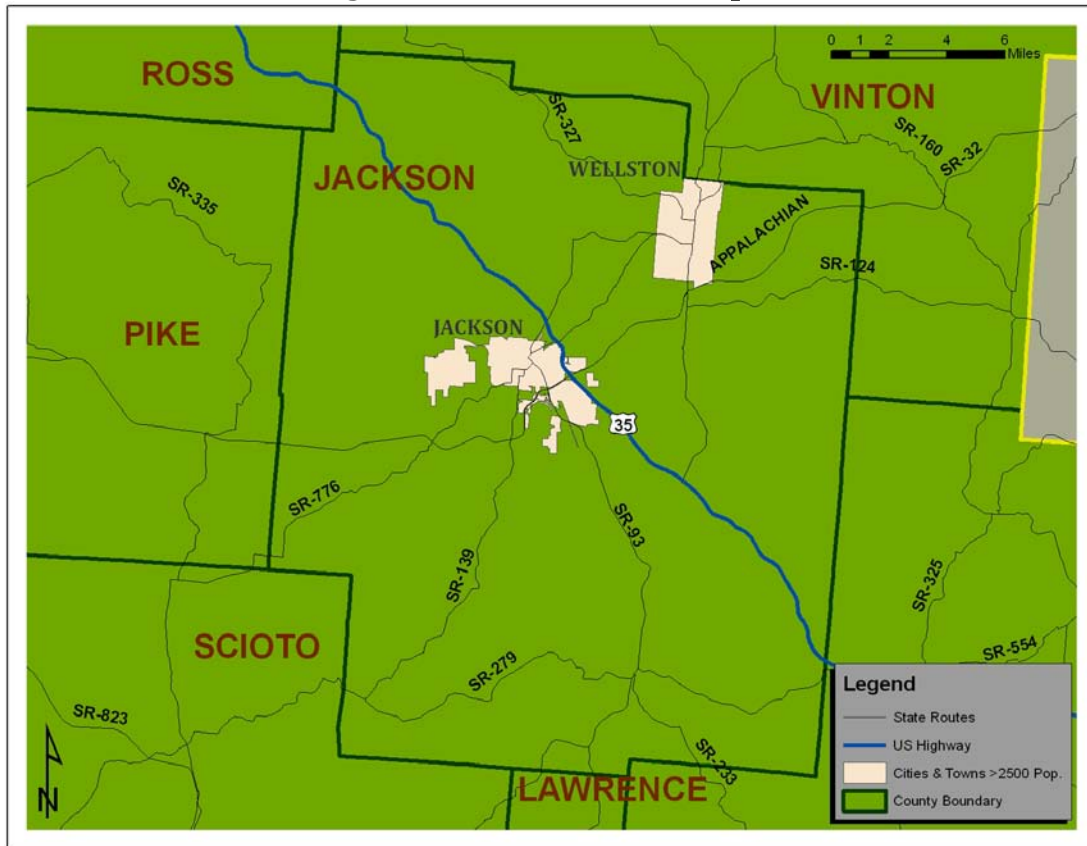 0 1 2 4 6
Miles
ROSS
VINTON
SR-327
SR-160
SR-32
WELLSTON
JACKSON
SR-335
APPALACHIAN
SR-124
PIKE
JACKSON
35
SR-776
SR-93
SR-139
SR-325
SCIOTO
SR-554
SR-279
Legend
State Routes
US Highway
Cities & Towns >2500 Pop.
County Boundary
SR-823
SR-233
LAWRENCE
N